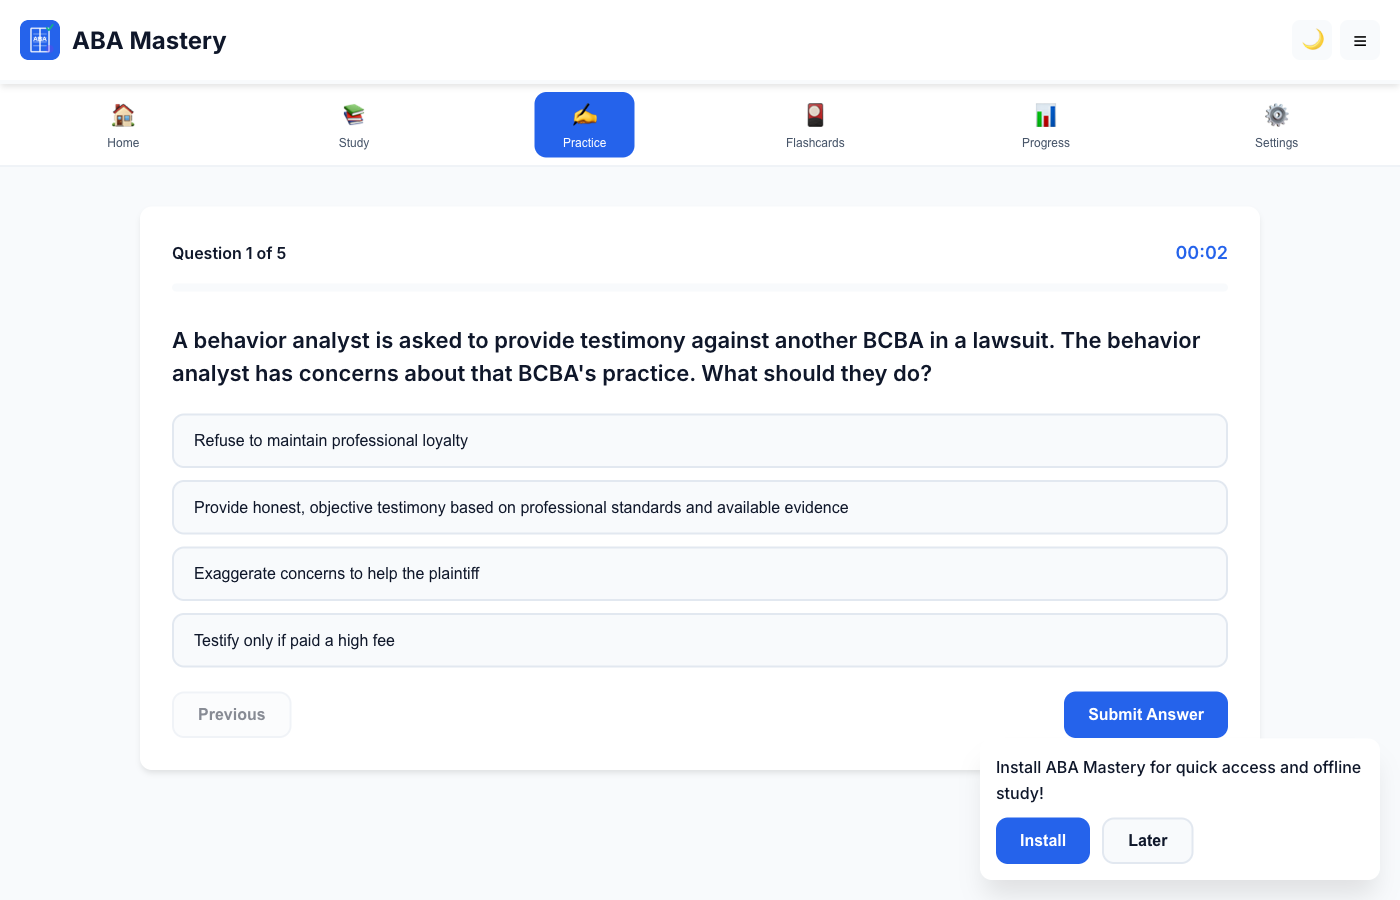 ABA Mastery
Home
Study
Practice
Flashcards
Progress
Settings
Question 1 of 5
00:02
A behavior analyst is asked to provide testimony against another BCBA in a lawsuit. The behavior
analyst has concerns about that BCBA's practice. What should they do?
Refuse to maintain professional loyalty
Provide honest, objective testimony based on professional standards and available evidence
Exaggerate concerns to help the plaintiff
Testify only if paid a high fee
Previous
Submit Answer
Install ABA Mastery for quick access and offline
study!
Install
Later